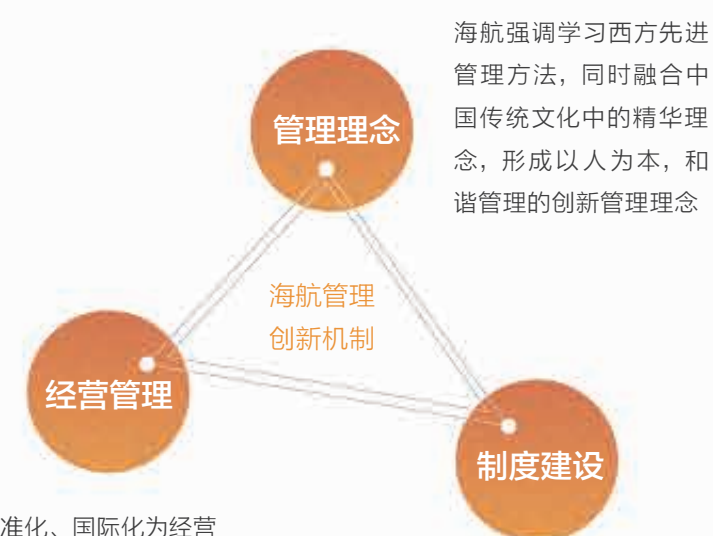 海航强调学习西方先进
管理方法，同时融合中
国传统文化中的精华理
念，形成以人为本，和
谐管理的创新管理理念
管理理念
海航管理
创新机制
经营管理
制度建设
准化、国际化为经营